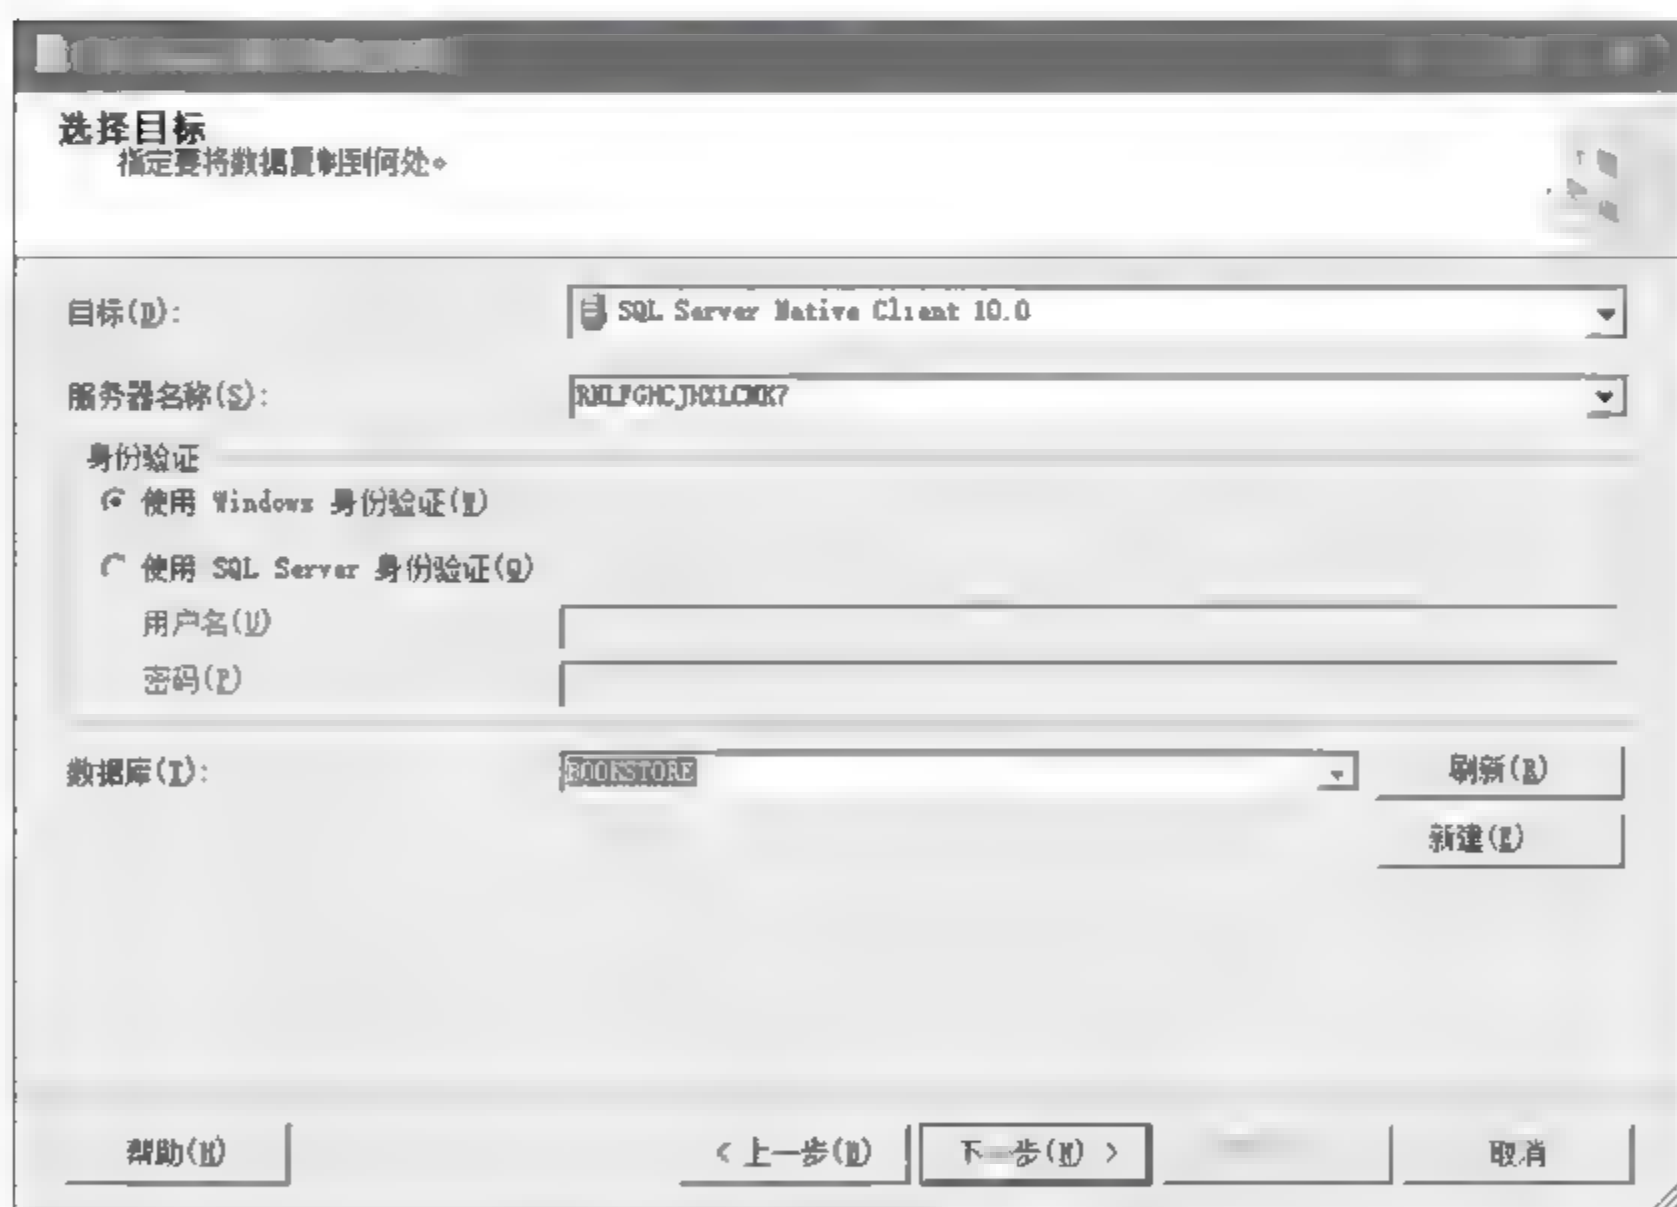 选择目标
指定要将数据复制到何处。
目标(D):
SQL Server Native Client 10.0
服务器名称(S):
身份验证
使用 Windows 身份验证(W)
使用 SQL Server 身份验证(Q)
用户名(U)
密码(P)
数据库(T):
BOOKSTORE
刷新(R)
新建(E)
帮助(H)
< 上一步(B)
下一步(N) >
取消